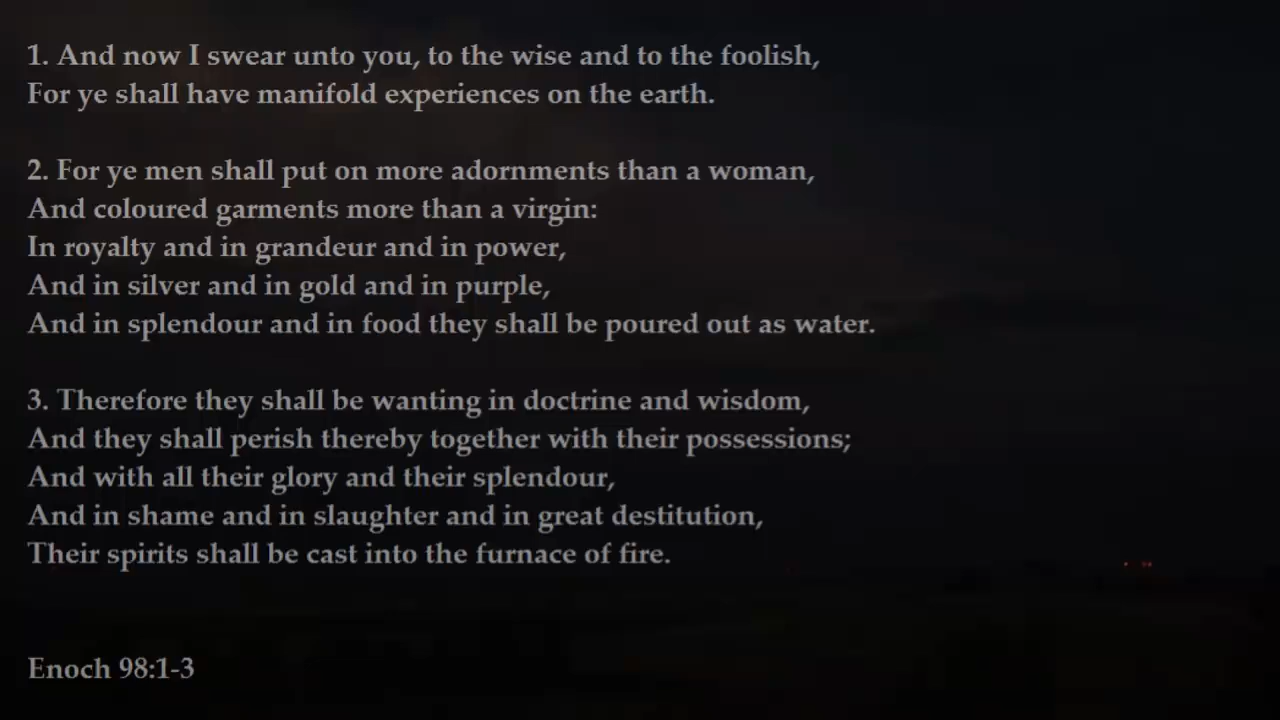 1. And now I swear unto you, to the wise and to the foolish,
For ye shall have manifold experiences on the earth.
2. For ye men shall put on more adornments than a woman,
And coloured garments more than a virgin:
In royalty and in grandeur and in power,
And in silver and in gold and in purple,
And in splendour and in food they shall be poured out as water.
3. Therefore they shall be wanting in doctrine and wisdom,
And they shall perish thereby together with their possessions;
And with all their glory and their splendour,
And in shame and in slaughter and in great destitution,
Their spirits shall be cast into the furnace of fire.
Enoch 98:1-3